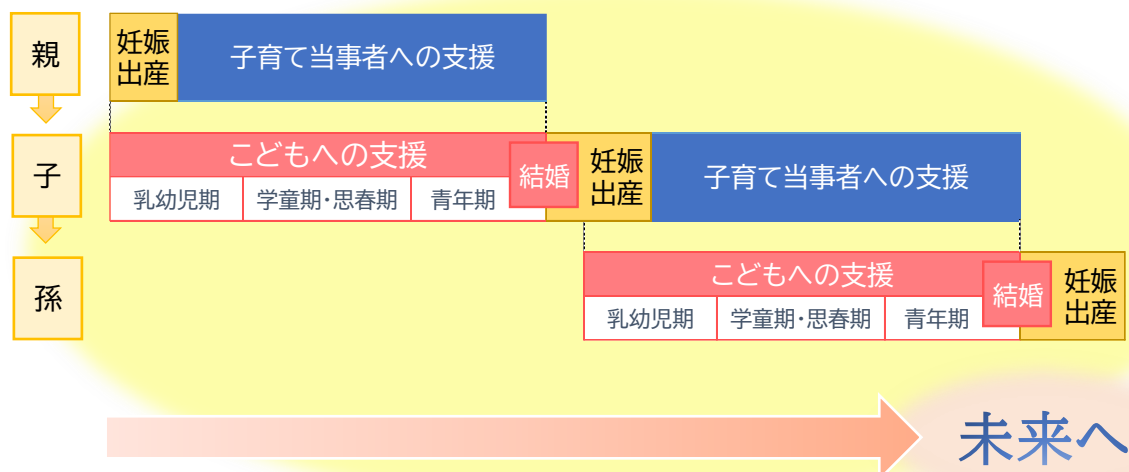 親
妊娠
出産
子育て当事者への支援
子
こどもへの支援
乳幼児期
学童期・思春期
青年期
結婚
妊娠
出産
子育て当事者への支援
孫
こどもへの支援
乳幼児期
学童期・思春期
青年期
結婚
妊娠
出産
未来へ